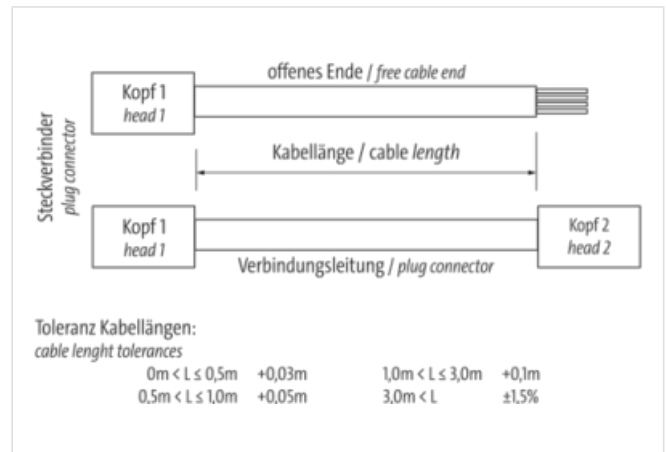 offenes Ende / free cable end
Kopf 1
head 1
Steckverbinder
plug connector
Kabellänge / cable length
Kopf 1
head 1
Kopf 2
head 2
Verbindungsleitung / plug connector
Toleranz Kabellängen:
cable lenght tolerances
0m < L ≤ 0,5m +0,03m 1,0m < L ≤ 3,0m +0,1m
0,5m < L ≤ 1,0m +0,05m 3,0m < L ±1,5%